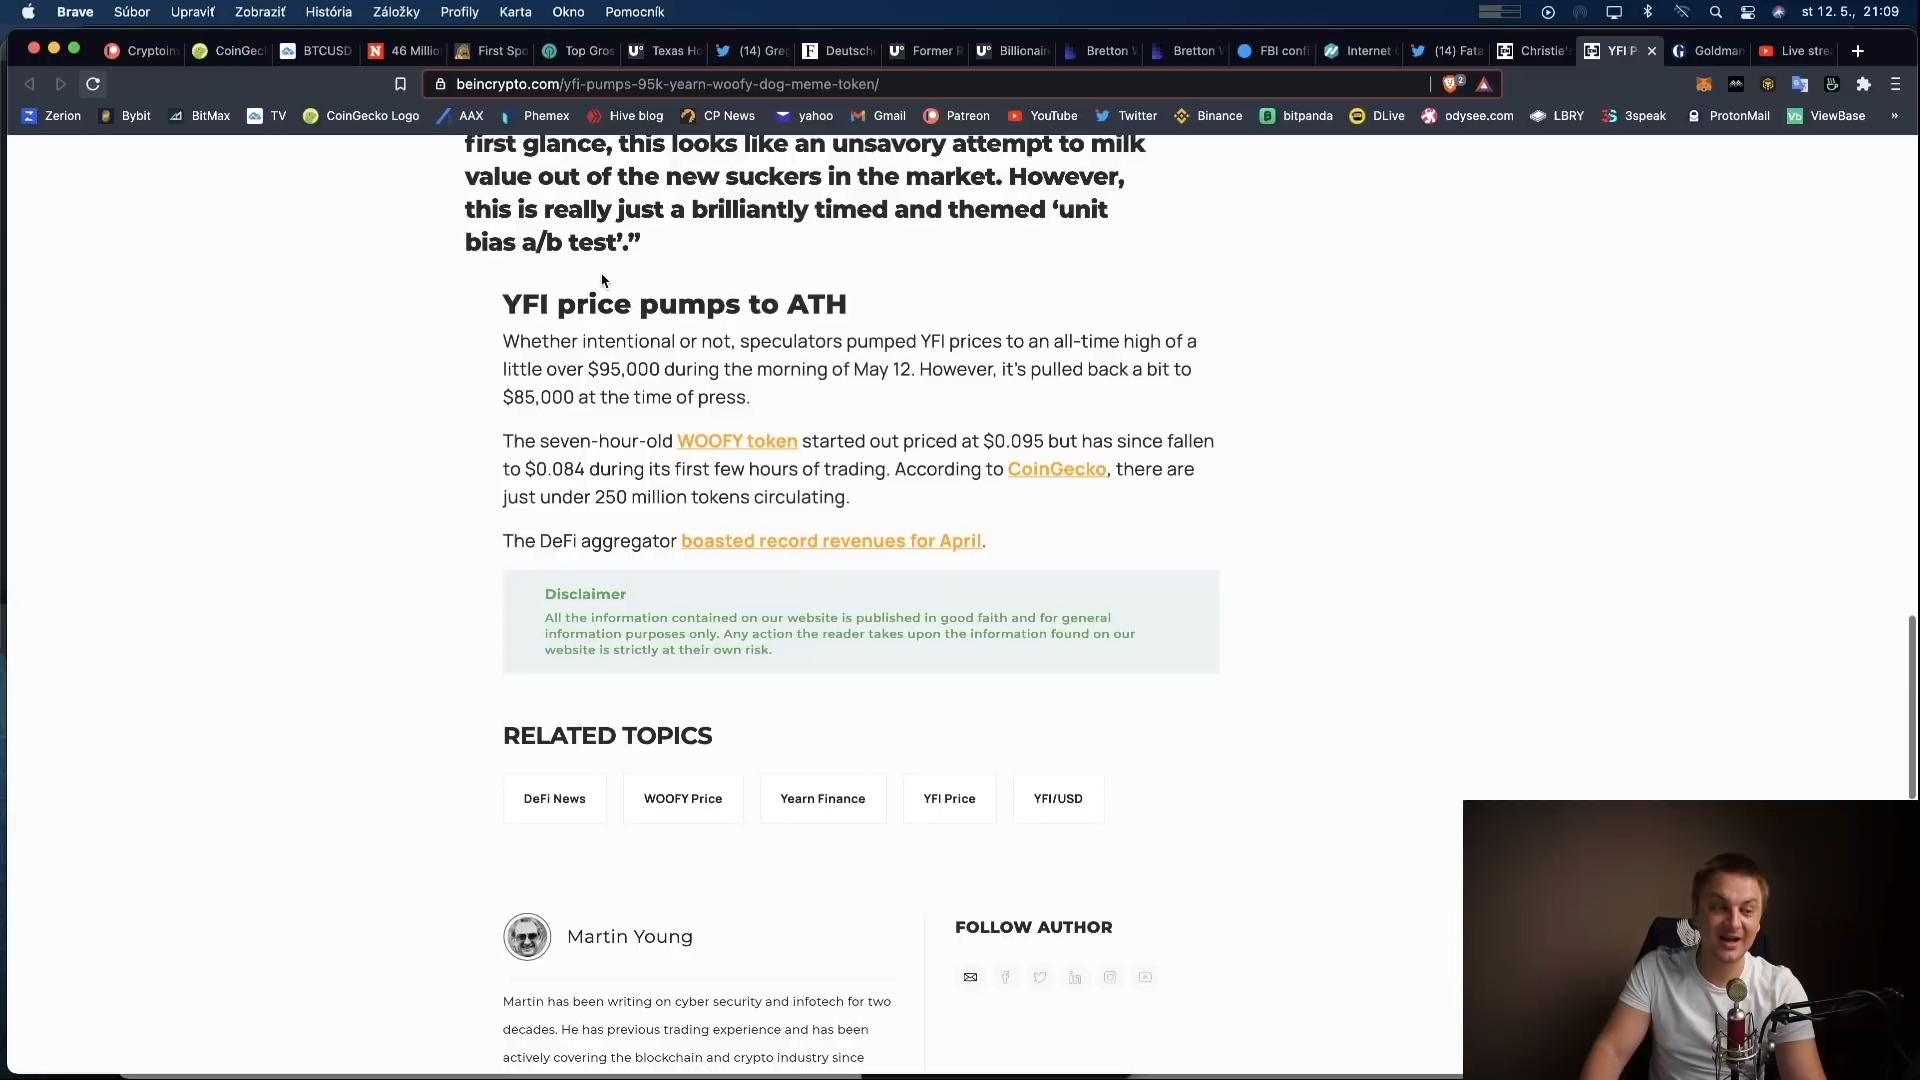 Brave Súbor Upraviť Zobraziť História Záložky Profily Karta Okno Pomocník st 12. 5., 21:09
Cryptoin CoinGec BTCUSD 46 Millio First Spo Top Gros Texas Ho (14) Gre Deutsch Former R Billionair Bretton Bretton FBI confi Internet (14) Fata Christie' YFI P Goldman Live stre
beincrypto.com/yfi-pumps-95k-yearn-woofy-dog-meme-token/ 2
Zerion Bybit BitMax TV CoinGecko Logo AAX Phemex Hive blog CP News yahoo Gmail Patreon YouTube Twitter Binance bitpanda DLive odysee.com LBRY 3speak ProtonMail ViewBase »
first glance, this looks like an unsavory attempt to milk
value out of the new suckers in the market. However,
this is really just a brilliantly timed and themed ‘unit
bias a/b test’.”
YFI price pumps to ATH
Whether intentional or not, speculators pumped YFI prices to an all-time high of a
little over $95,000 during the morning of May 12. However, it’s pulled back a bit to
$85,000 at the time of press.
The seven-hour-old WOOFY token started out priced at $0.095 but has since fallen
to $0.084 during its first few hours of trading. According to CoinGecko, there are
just under 250 million tokens circulating.
The DeFi aggregator boasted record revenues for April.
Disclaimer
All the information contained on our website is published in good faith and for general
information purposes only. Any action the reader takes upon the information found on our
website is strictly at their own risk.
RELATED TOPICS
DeFi News WOOFY Price Yearn Finance YFI Price YFI/USD
Martin Young
FOLLOW AUTHOR
Martin has been writing on cyber security and infotech for two
decades. He has previous trading experience and has been
actively covering the blockchain and crypto industry since